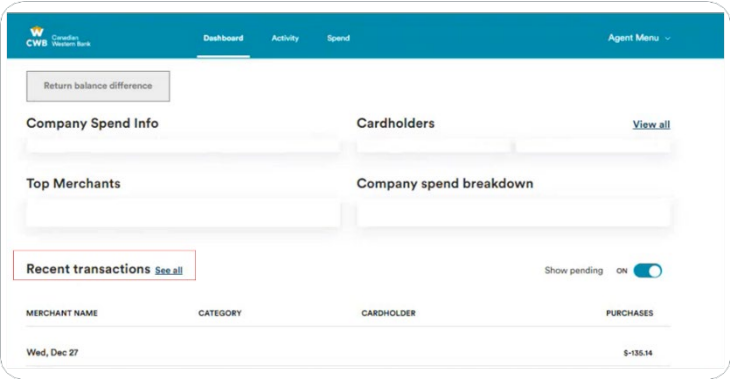 CWB Canadian Western Bank
Dashboard Activity Spend
Agent Menu
Return balance difference
Company Spend Info
Cardholders
View all
Top Merchants
Company spend breakdown
Recent transactions See all
Show pending ON
MERCHANT NAME CATEGORY CARDHOLDER PURCHASES
Wed, Dec 27 $-135.14